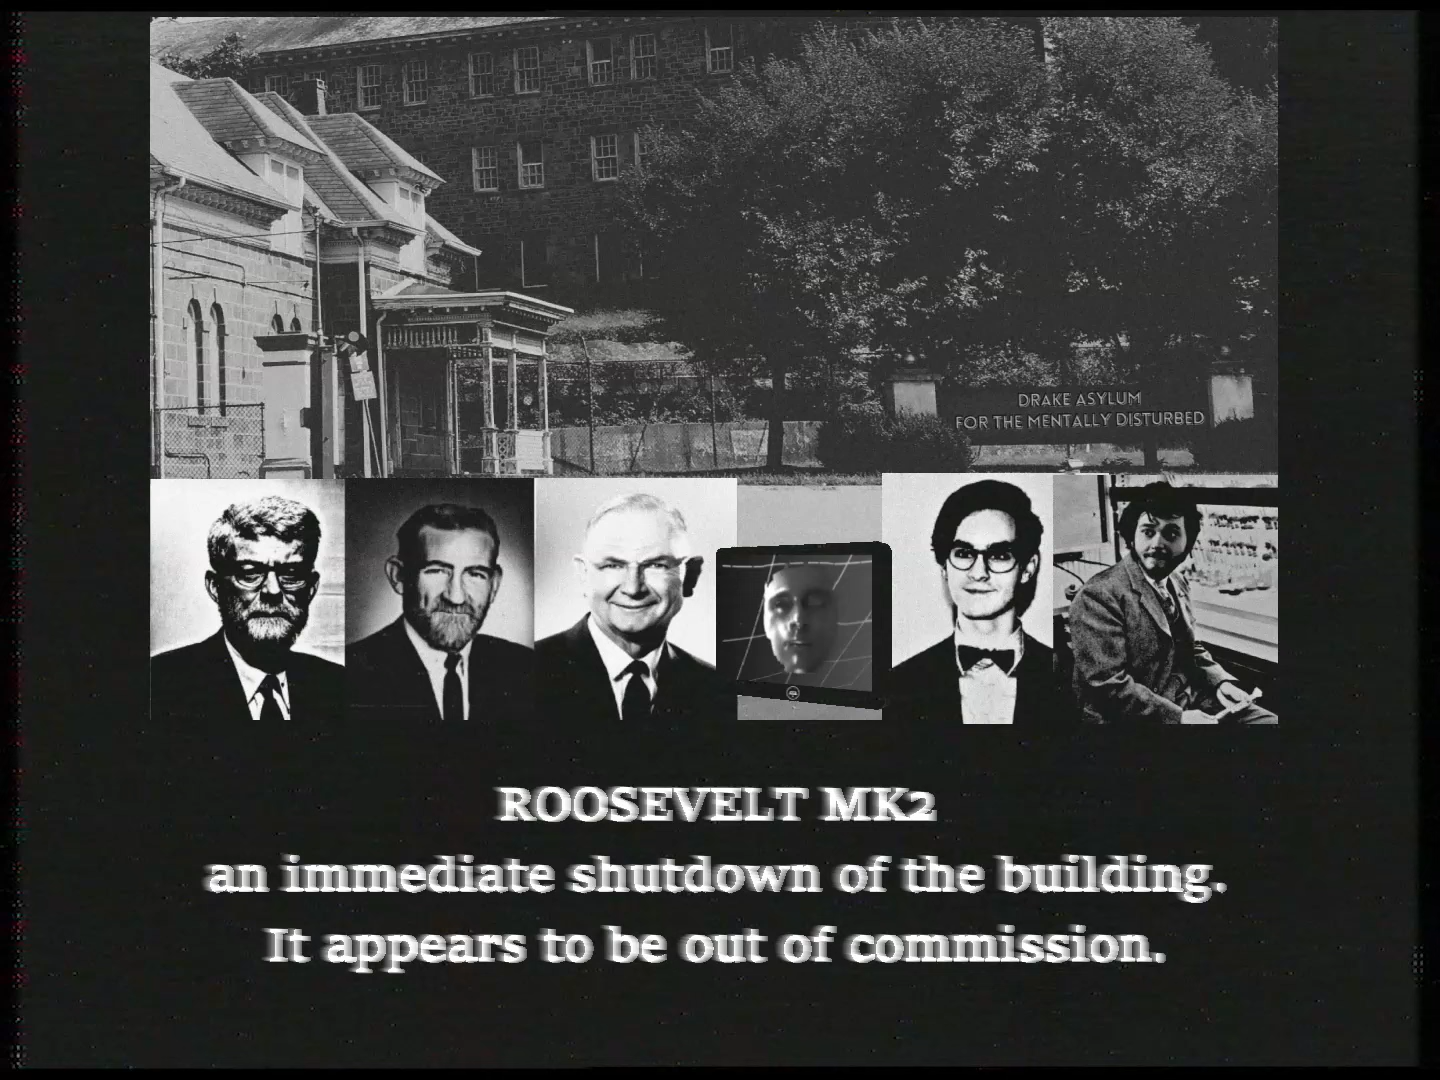 DRAKE ASYLUM
FOR THE MENTALLY DISTURBED
ROOSEVELT MK2
an immediate shutdown of the building.
It appears to be out of commission.